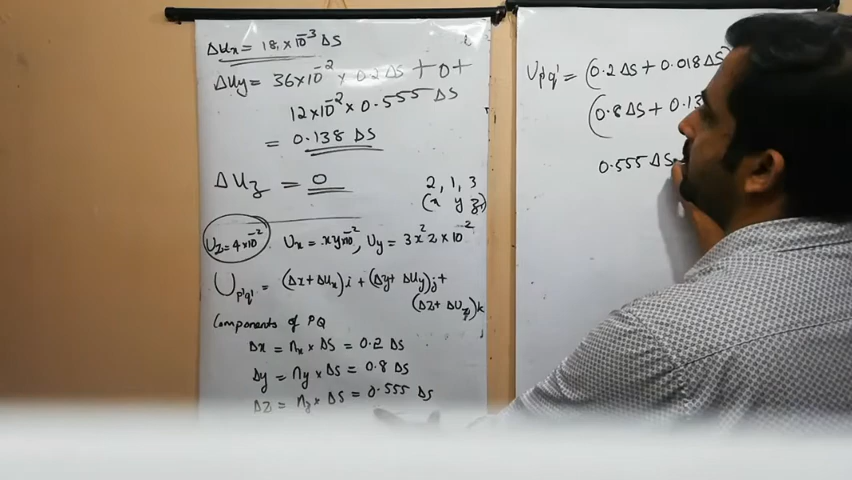 ΔUx = 18 × 10⁻³ ΔS
ΔUy = 36×10⁻² × 0.2ΔS + 0 +
12×10⁻² × 0.555 ΔS
= 0.138 ΔS
ΔUz = 0
2, 1, 3
(x y z)
Uz = 4×10⁻² Ux = xy×10⁻², Uy = 3x²z × 10⁻²
Up'q' = (Δx + ΔUx)i + (Δy + ΔUy)j +
(Δz + ΔUz)k
Components of PQ
Δx = nx × ΔS = 0.2 ΔS
Δy = ny × ΔS = 0.8 ΔS
Δz = nz × ΔS = 0.555 ΔS
Up'q' = (0.2 ΔS + 0.018 ΔS)
(0.8 ΔS + 0.13
0.555 ΔS